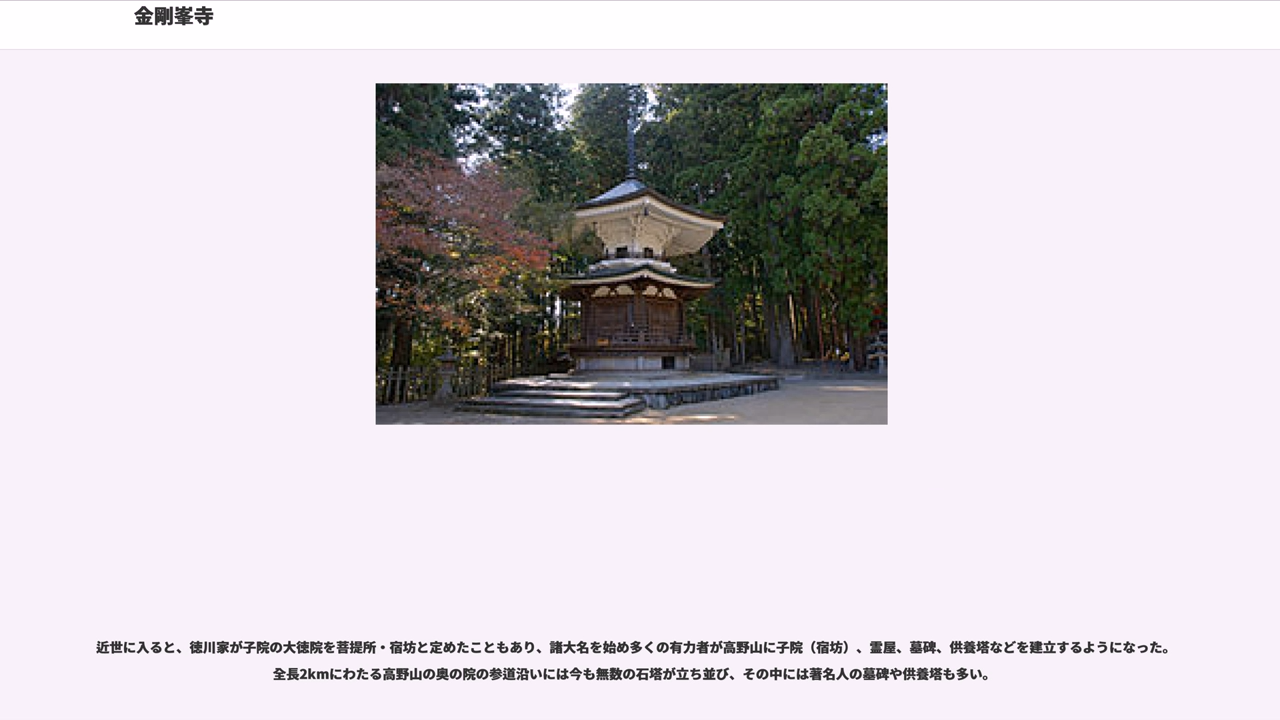 金剛峯寺
近世に入ると、徳川家が子院の大徳院を菩提所・宿坊と定めたこともあり、諸大名を始め多くの有力者が高野山に子院（宿坊）、霊屋、墓碑、供養塔などを建立するようになった。
全長2kmにわたる高野山の奥の院の参道沿いには今も無数の石塔が立ち並び、その中には著名人の墓碑や供養塔も多い。